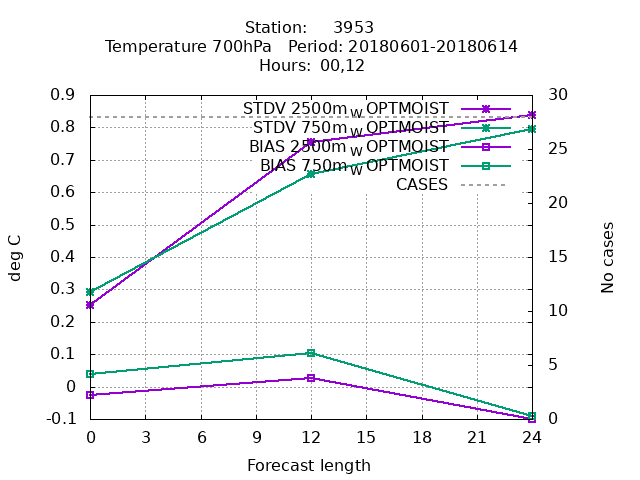 Station: 3953
Temperature 700hPa Period: 20180601-20180614
Hours: 00,12
0.9 30
STDV 2500m W OPTMOIST
0.8 STDV 750m W OPTMOIST
25
BIAS 2500m W OPTMOIST
0.7 BIAS 750m W OPTMOIST
CASES
0.6 20
0.5
0.4 15
deg C
No cases
0.3
10
0.2
0.1 5
0
-0.1 0
0 3 6 9 12 15 18 21 24
Forecast length